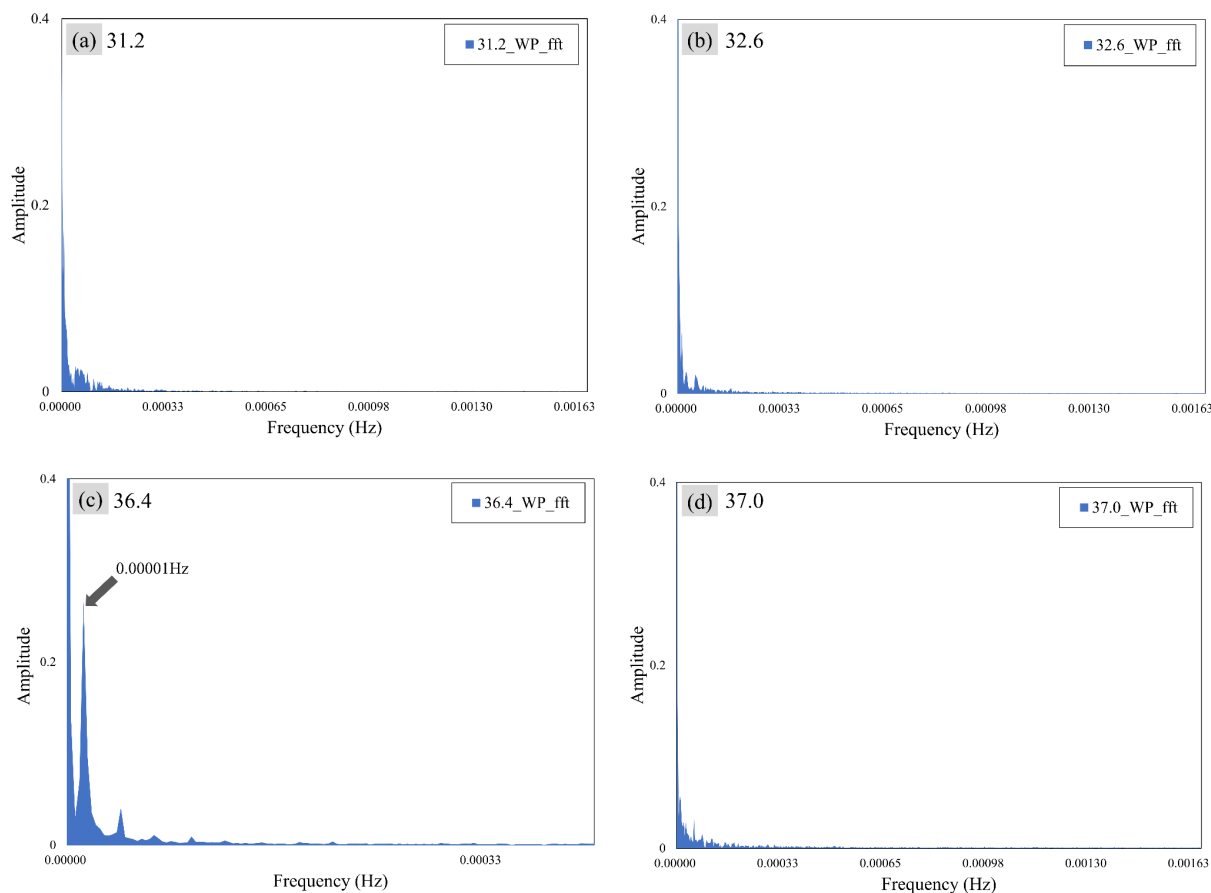 (a) 31.2
31.2_WP_fft
0.4
0.2
0
Amplitude
0.00000 0.00033 0.00065 0.00098 0.00130 0.00163
Frequency (Hz)
(b) 32.6
32.6_WP_fft
0.4
0.2
0
Amplitude
0.00000 0.00033 0.00065 0.00098 0.00130 0.00163
Frequency (Hz)
(c) 36.4
36.4_WP_fft
0.00001Hz
0.4
0.2
0
Amplitude
0.00000 0.00033
Frequency (Hz)
(d) 37.0
37.0_WP_fft
0.4
0.2
0
Amplitude
0.00000 0.00033 0.00065 0.00098 0.00130 0.00163
Frequency (Hz)